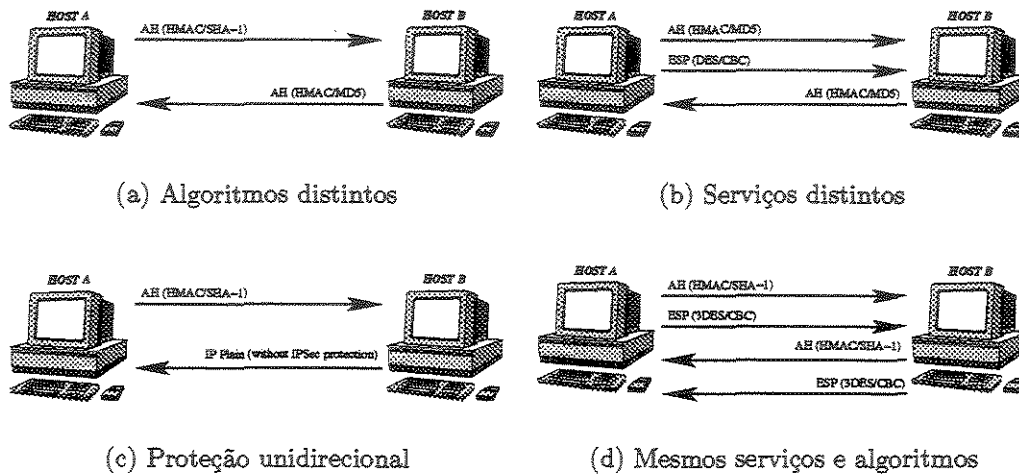 HOST A
HOST B
AH (HMAC/SHA-1)
AH (HMAC/MD5)
(a) Algoritmos distintos
HOST A
HOST B
AH (HMAC/MD5)
ESP (DES/CBC)
AH (HMAC/MD5)
(b) Serviços distintos
HOST A
HOST B
AH (HMAC/SHA-1)
IP Plain (without IPSec protection)
(c) Proteção unidirecional
HOST A
HOST B
AH (HMAC/SHA-1)
ESP (3DES/CBC)
AH (HMAC/SHA-1)
ESP (3DES/CBC)
(d) Mesmos serviços e algoritmos